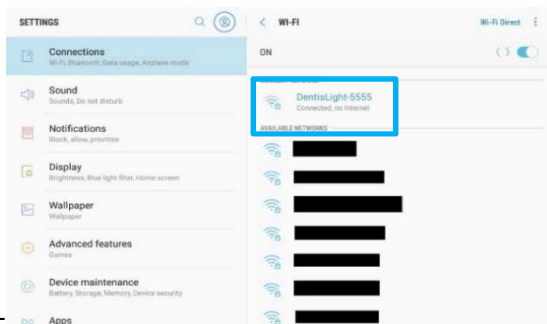 SETTINGS
Connections
Wi-Fi, Bluetooth, Data usage, Airplane mode
Sound
Sounds, Do not disturb
Notifications
Block, allow, prioritize
Display
Brightness, Blue light filter, Home screen
Wallpaper
Wallpaper
Advanced features
Games
Device maintenance
Battery, Storage, Memory, Device security
Apps
WI-FI
Wi-Fi Direct
ON
DentisLight-5555
Connected, no internet
AVAILABLE NETWORKS